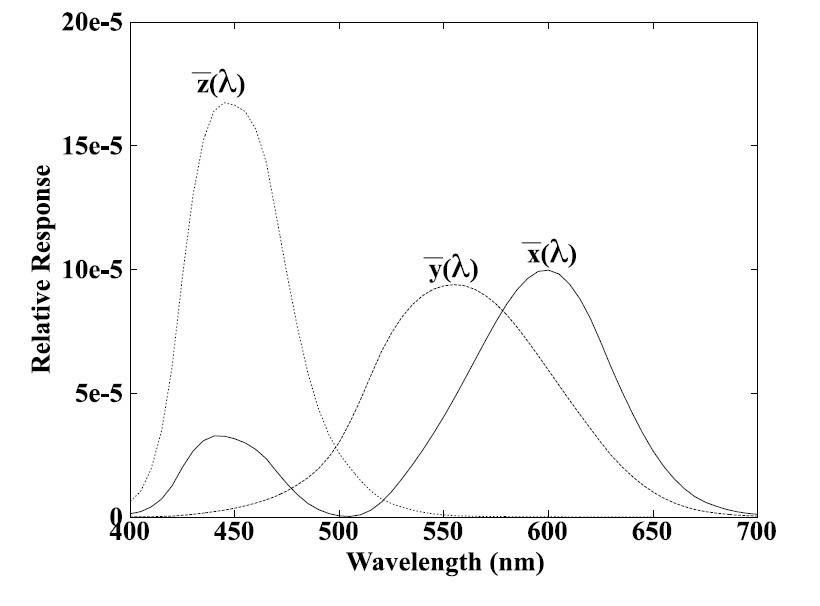 20e-5
z̅(λ)
15e-5
Relative Response
10e-5
y̅(λ)
x̅(λ)
5e-5
0
400 450 500 550 600 650 700
Wavelength (nm)